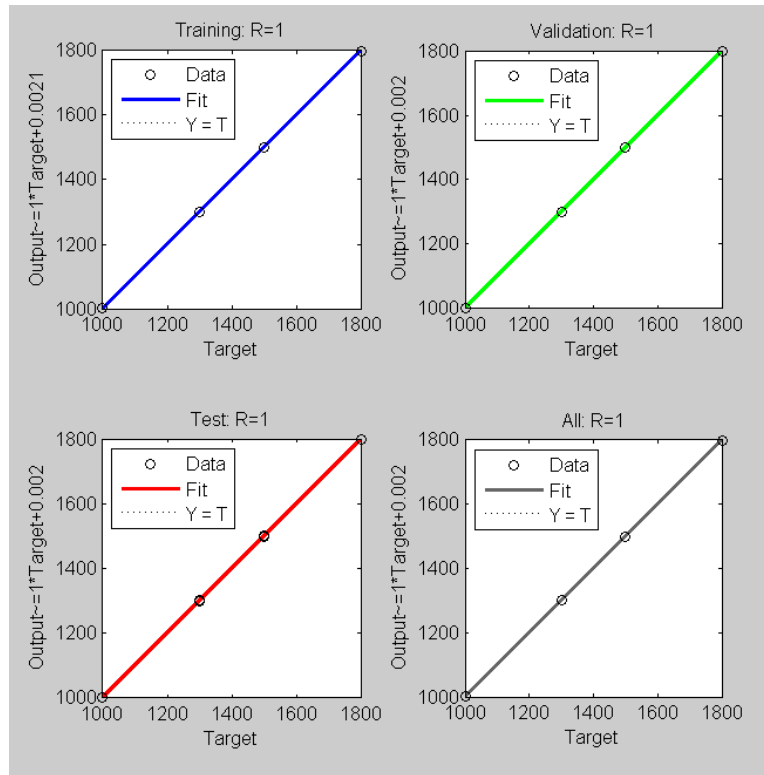 Training: R=1
Output~=1*Target+0.0021
1800
1600
1400
1200
1000
Data
Fit
Y = T
1000 1200 1400 1600 1800
Target
Validation: R=1
Output~=1*Target+0.002
1800
1600
1400
1200
1000
Data
Fit
Y = T
1000 1200 1400 1600 1800
Target
Test: R=1
Output~=1*Target+0.002
1800
1600
1400
1200
1000
Data
Fit
Y = T
1000 1200 1400 1600 1800
Target
All: R=1
Output~=1*Target+0.002
1800
1600
1400
1200
1000
Data
Fit
Y = T
1000 1200 1400 1600 1800
Target